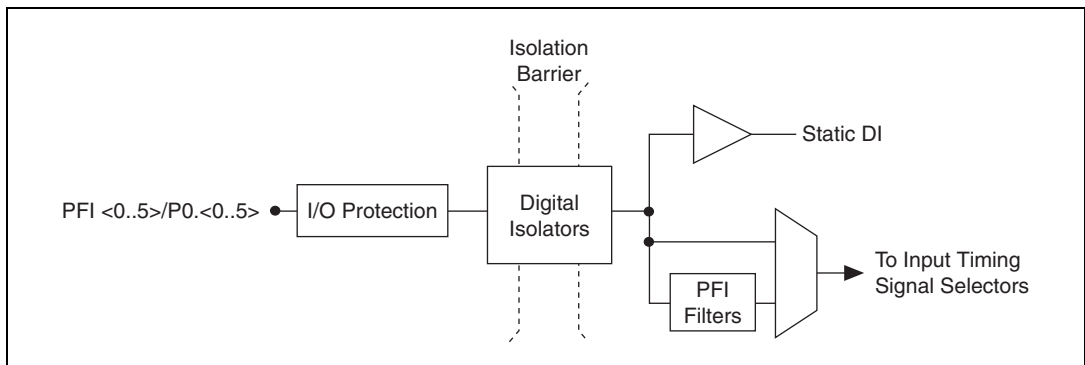 Isolation
Barrier
Static DI
PFI <0..5>/P0.<0..5>
I/O Protection
Digital
Isolators
To Input Timing
Signal Selectors
PFI
Filters